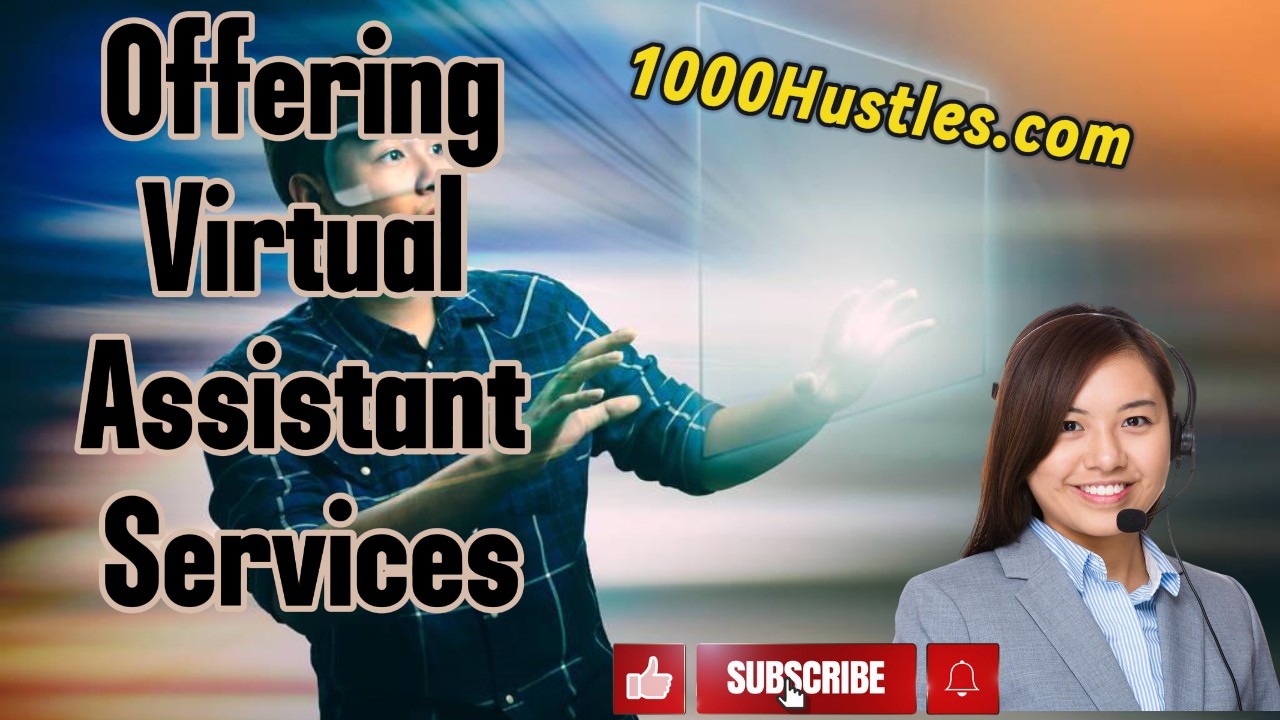 Offering
Virtual
Assistant
Services
1000Hustles.com
SUBSCRIBE